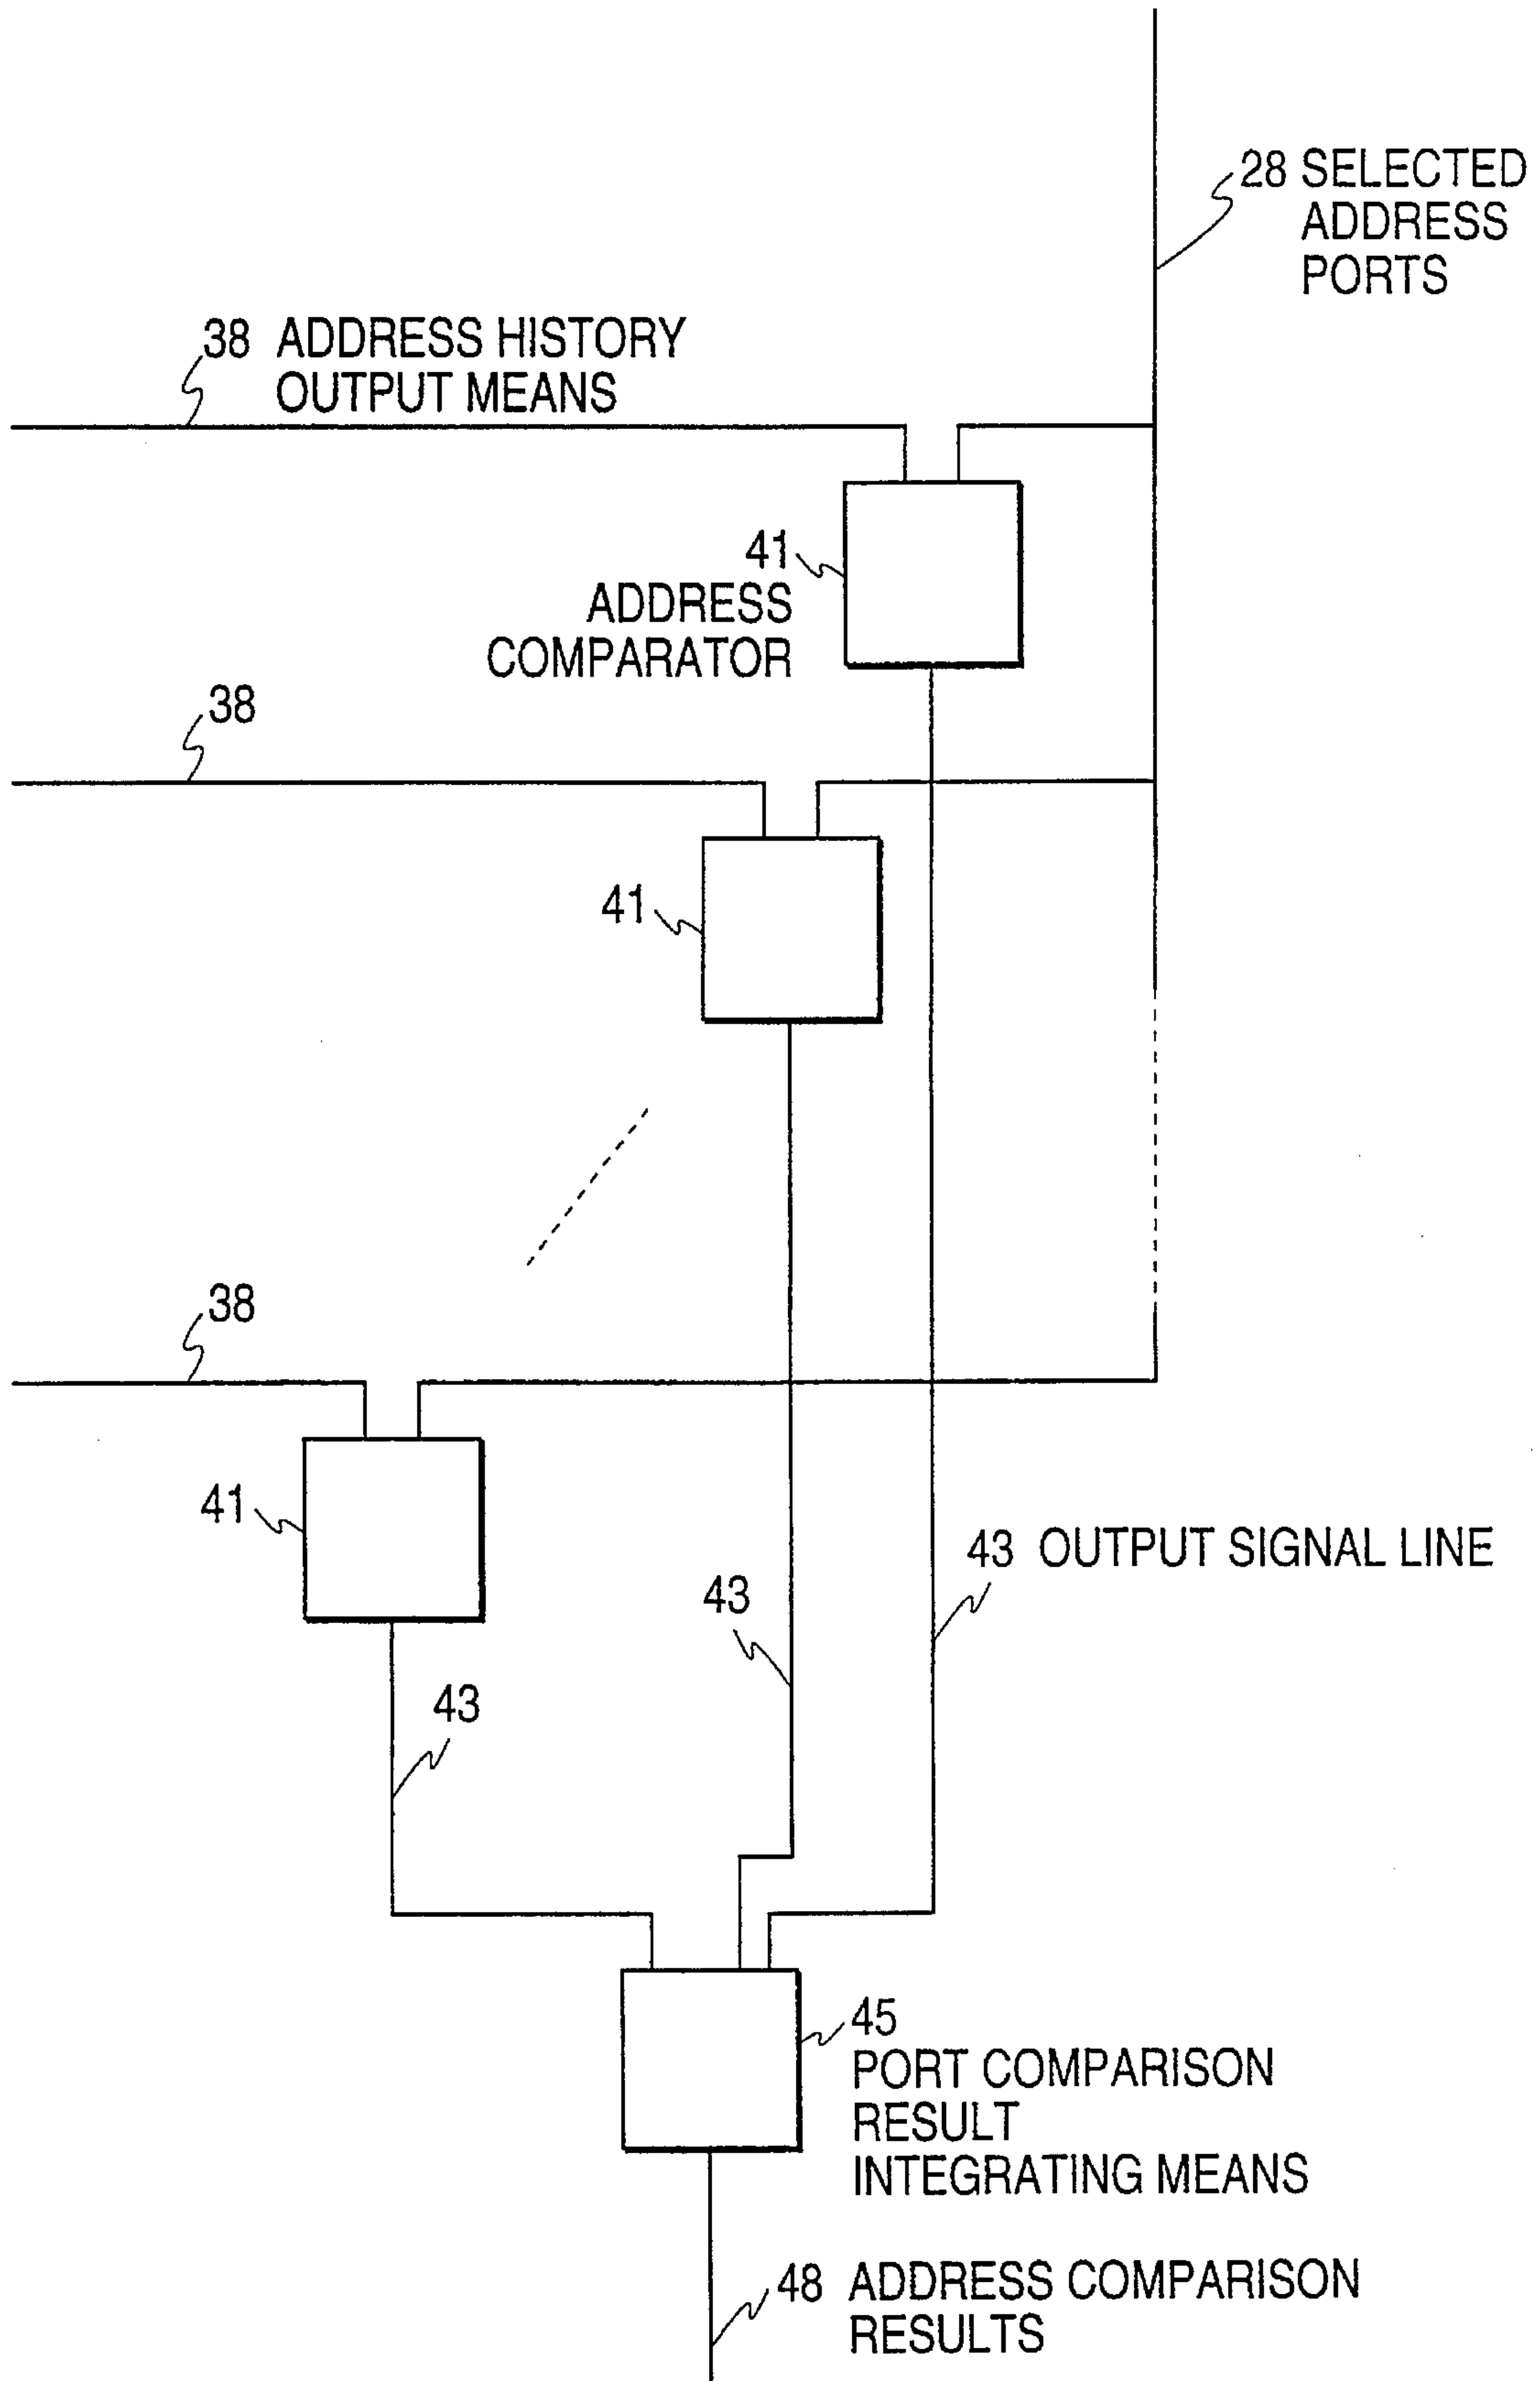 28 SELECTED
ADDRESS
PORTS
38 ADDRESS HISTORY
OUTPUT MEANS
41
ADDRESS
COMPARATOR
38
41
38
41
43 OUTPUT SIGNAL LINE
43
43
45
PORT COMPARISON
RESULT
INTEGRATING MEANS
48 ADDRESS COMPARISON
RESULTS